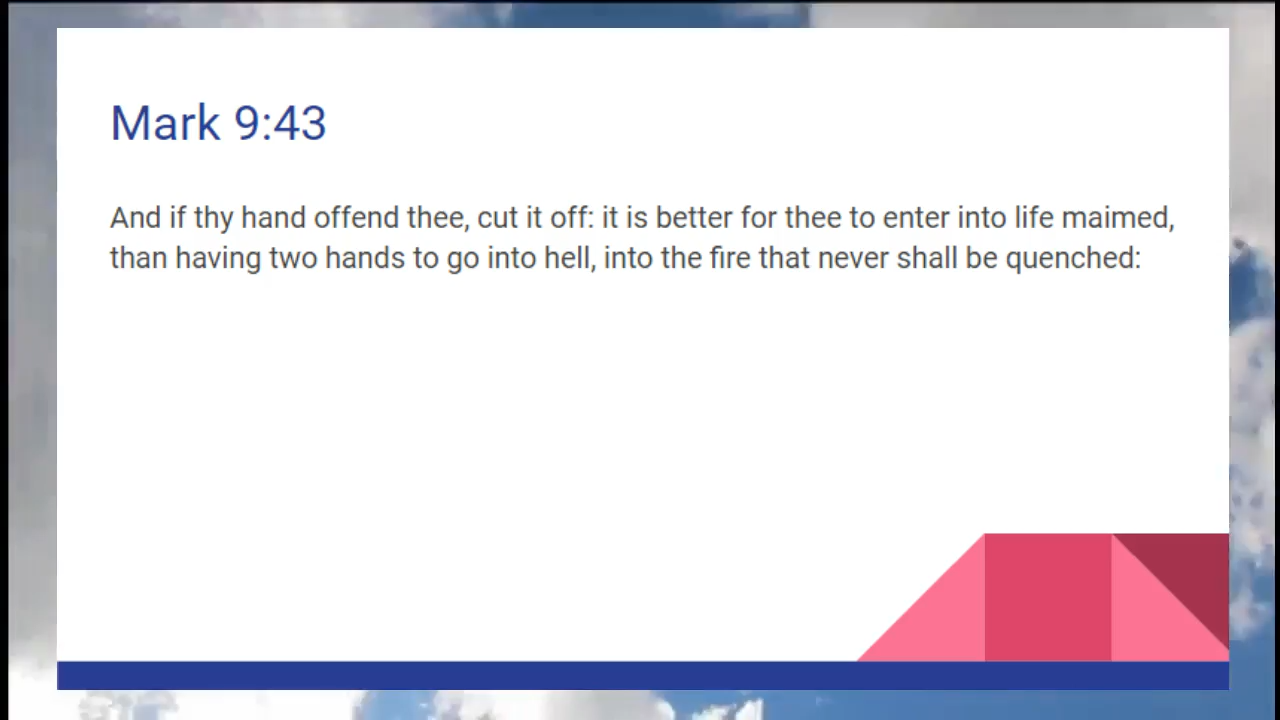 Mark 9:43
And if thy hand offend thee, cut it off: it is better for thee to enter into life maimed,
than having two hands to go into hell, into the fire that never shall be quenched: